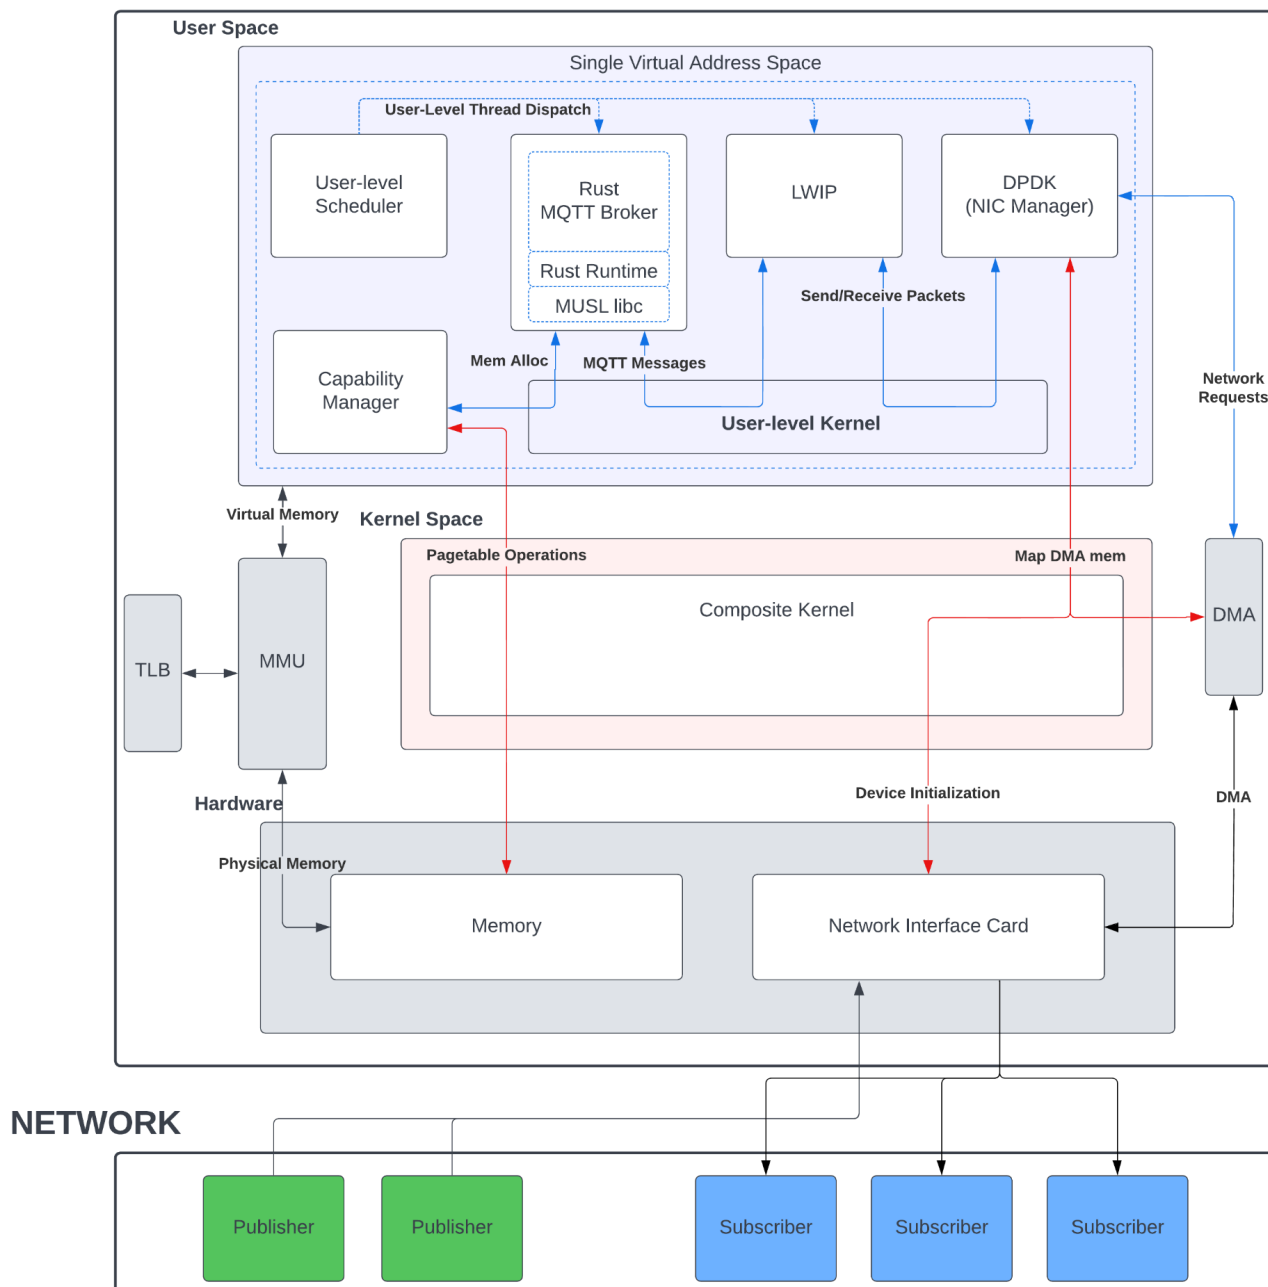 User Space
Single Virtual Address Space
User-Level Thread Dispatch
User-level
Scheduler
Rust
MQTT Broker
Rust Runtime
MUSL libc
LWIP
DPDK
(NIC Manager)
Send/Receive Packets
Mem Alloc
MQTT Messages
Capability
Manager
User-level Kernel
Network
Requests
Virtual Memory
Kernel Space
Pagetable Operations
Map DMA mem
Composite Kernel
DMA
TLB
MMU
Hardware
Device Initialization
DMA
Physical Memory
Memory
Network Interface Card
NETWORK
Publisher
Publisher
Subscriber
Subscriber
Subscriber